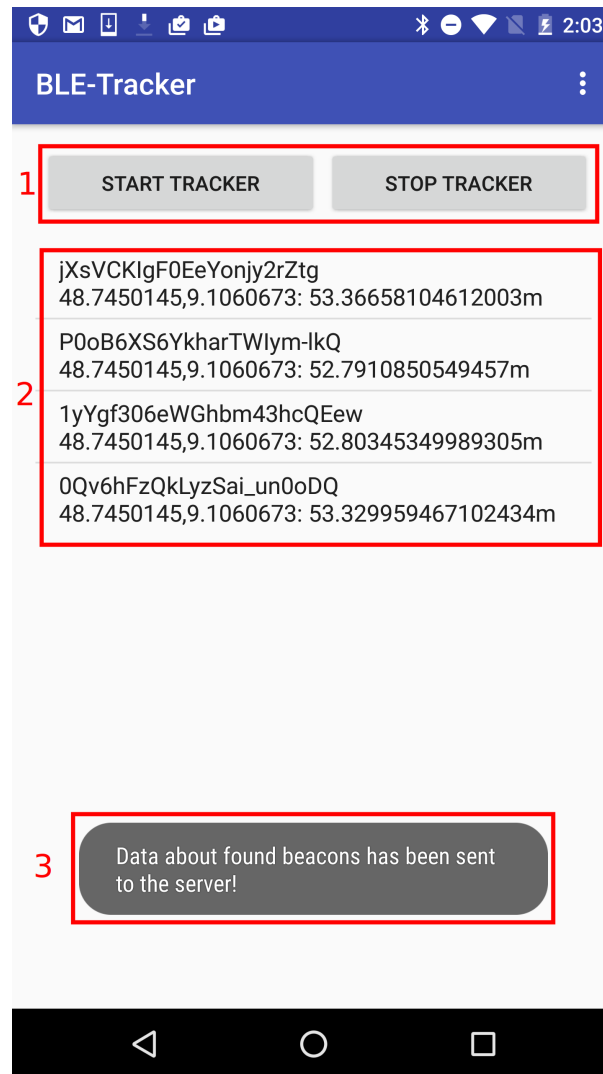 2:03
BLE-Tracker
1
START TRACKER
STOP TRACKER
2
jXsVCKIgF0EeYonjy2rZtg
48.7450145,9.1060673: 53.36658104612003m
P0oB6XS6YkharTWIym-lkQ
48.7450145,9.1060673: 52.7910850549457m
1yYgf306eWGhbm43hcQEew
48.7450145,9.1060673: 52.80345349989305m
0Qv6hFzQkLyzSai_un0oDQ
48.7450145,9.1060673: 53.329959467102434m
3
Data about found beacons has been sent
to the server!